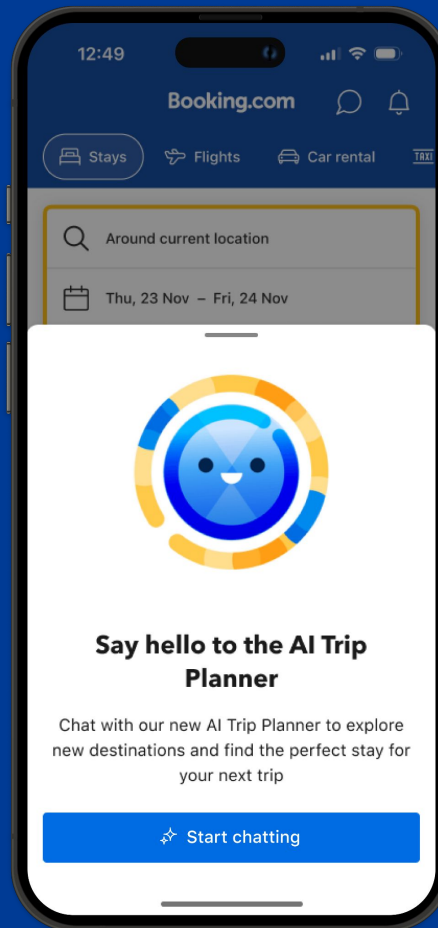 12:49
Booking.com
Stays Flights Car rental TAXI
Around current location
Thu, 23 Nov – Fri, 24 Nov
Say hello to the AI Trip
Planner
Chat with our new AI Trip Planner to explore
new destinations and find the perfect stay for
your next trip
Start chatting